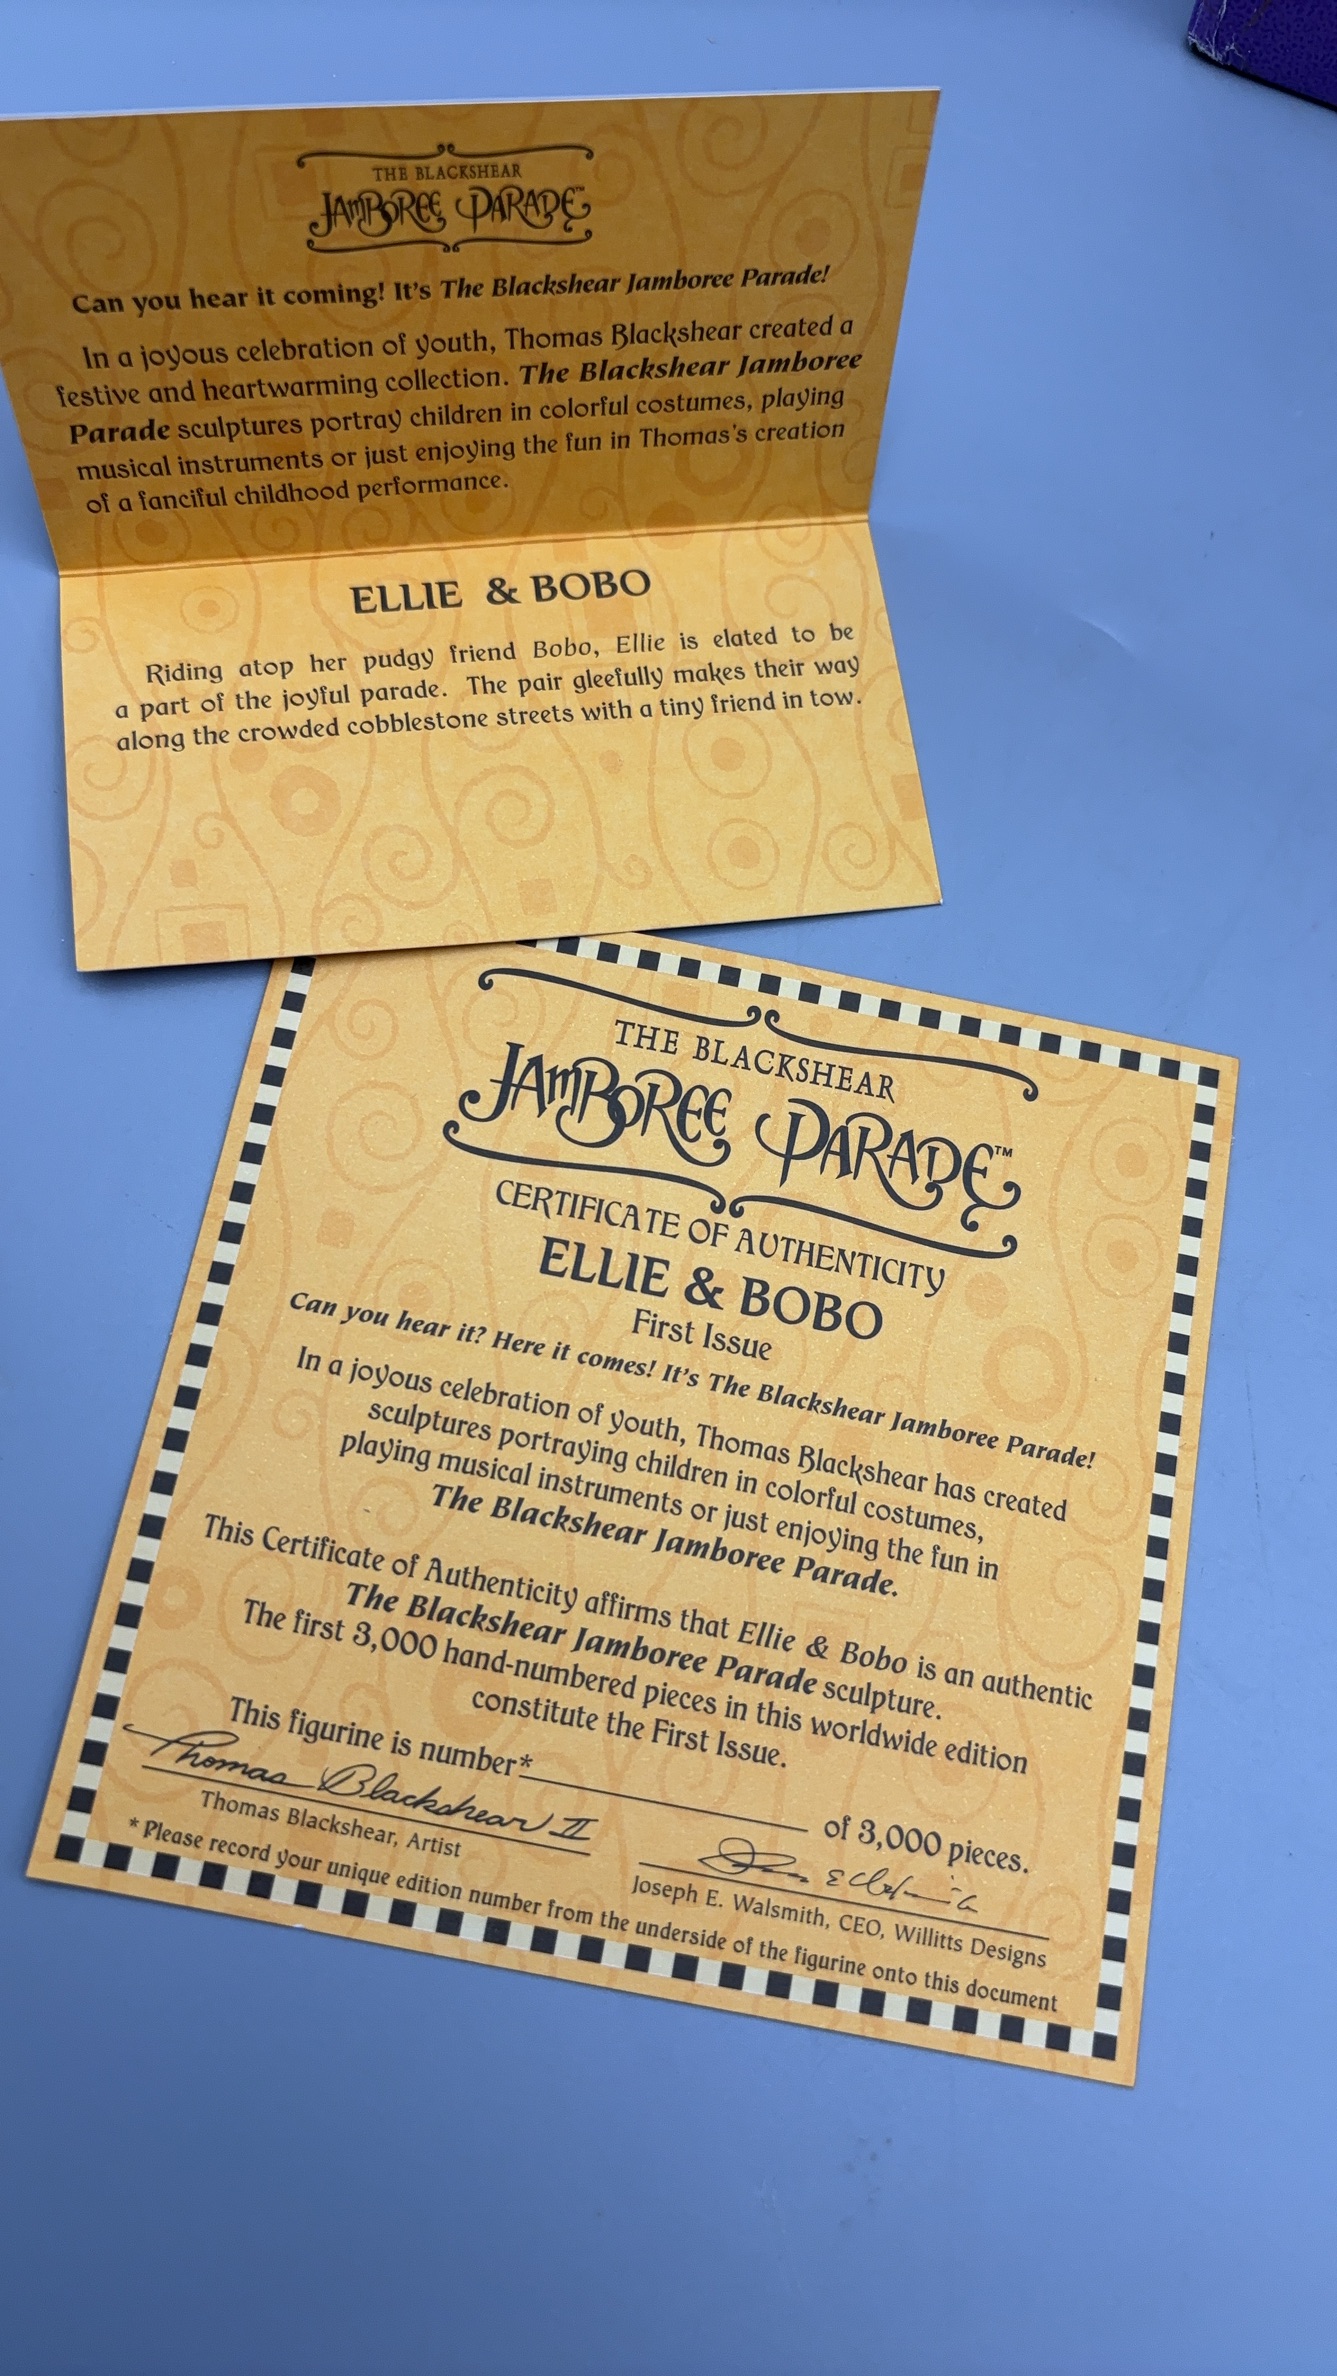 THE BLACKSHEAR
JAMBOREE PARADE™
Can you hear it coming! It's The Blackshear Jamboree Parade!
In a joyous celebration of youth, Thomas Blackshear created a
festive and heartwarming collection. The Blackshear Jamboree
Parade sculptures portray children in colorful costumes, playing
musical instruments or just enjoying the fun in Thomas's creation
of a fanciful childhood performance.
ELLIE & BOBO
Riding atop her pudgy friend Bobo, Ellie is elated to be
a part of the joyful parade. The pair gleefully makes their way
along the crowded cobblestone streets with a tiny friend in tow.
THE BLACKSHEAR
JAMBOREE PARADE™
CERTIFICATE OF AUTHENTICITY
ELLIE & BOBO
First Issue
Can you hear it? Here it comes! It's The Blackshear Jamboree Parade!
In a joyous celebration of youth, Thomas Blackshear has created
sculptures portraying children in colorful costumes,
playing musical instruments or just enjoying the fun in
The Blackshear Jamboree Parade.
This Certificate of Authenticity affirms that Ellie & Bobo is an authentic
The Blackshear Jamboree Parade sculpture.
The first 3,000 hand-numbered pieces in this worldwide edition
constitute the First Issue.
This figurine is number* of 3,000 pieces.
Thomas Blackshear II
Thomas Blackshear, Artist
Joseph E. Walsmith, CEO, Willitts Designs
* Please record your unique edition number from the underside of the figurine onto this document